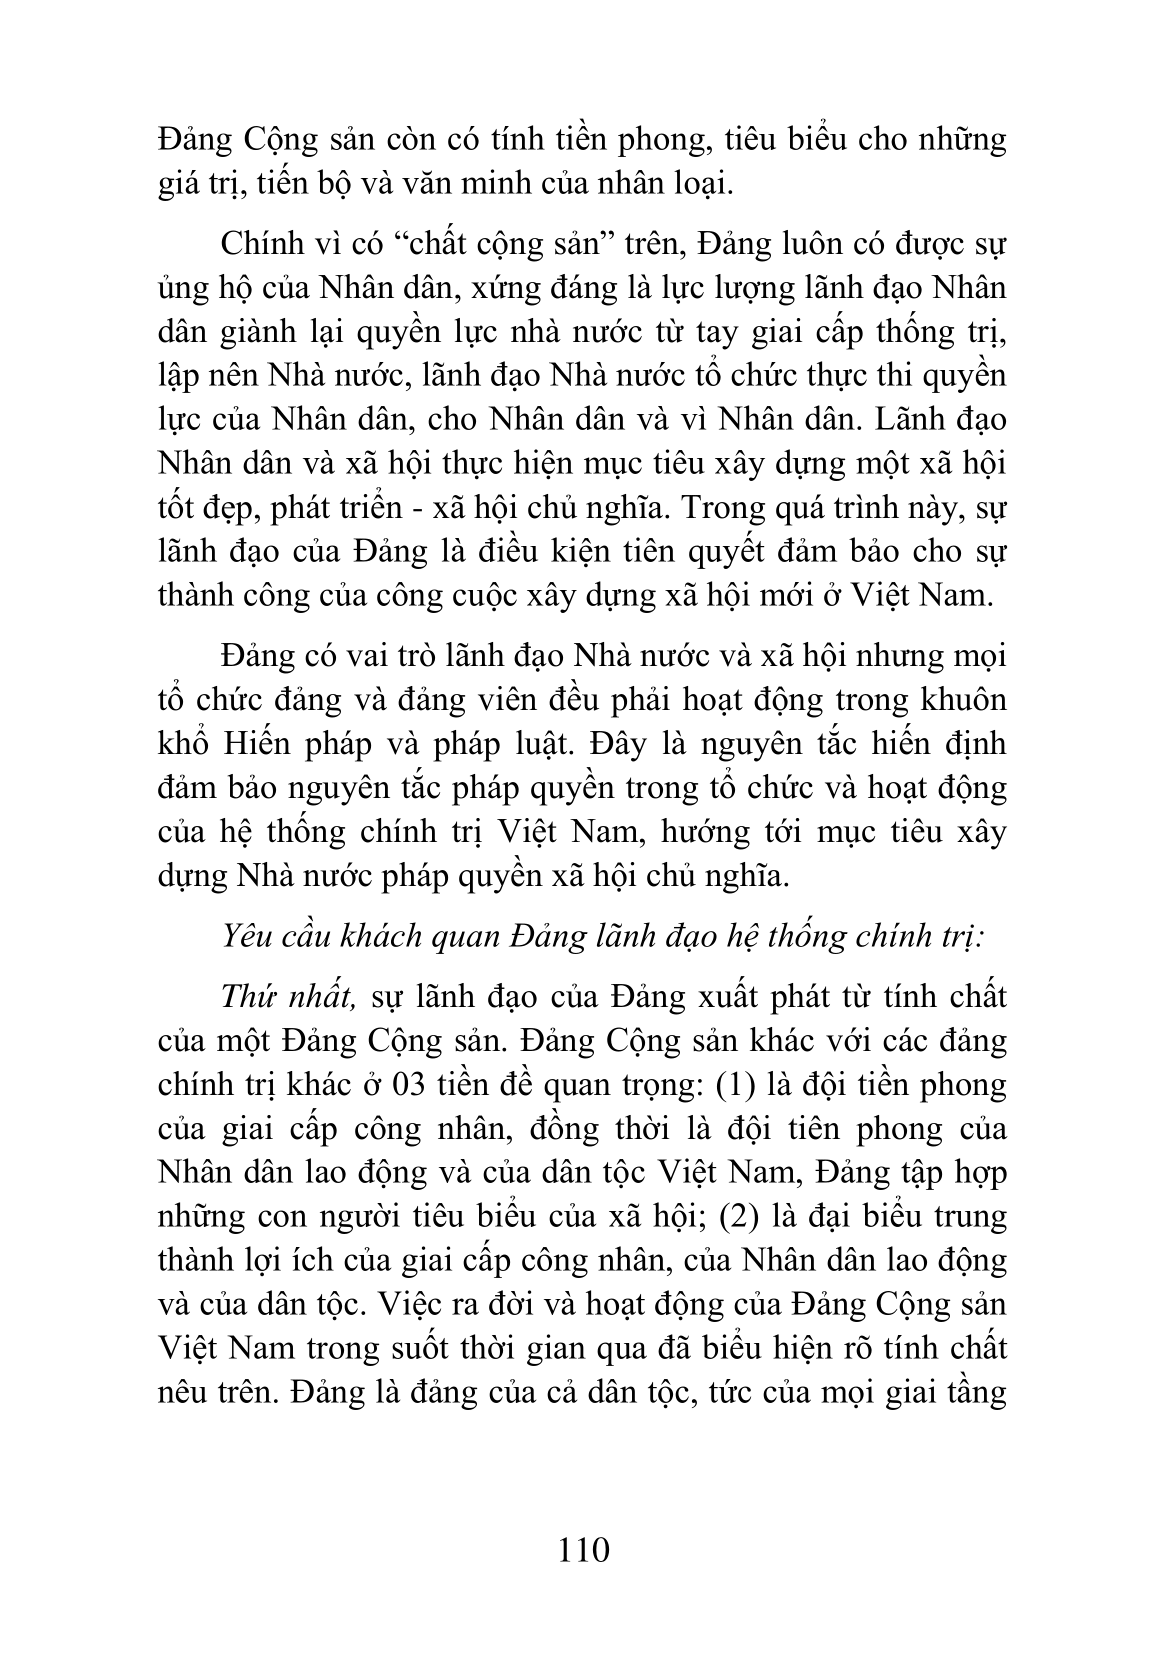 Đảng Cộng sản còn có tính tiền phong, tiêu biểu cho những
giá trị, tiến bộ và văn minh của nhân loại.
Chính vì có “chất cộng sản” trên, Đảng luôn có được sự
ủng hộ của Nhân dân, xứng đáng là lực lượng lãnh đạo Nhân
dân giành lại quyền lực nhà nước từ tay giai cấp thống trị,
lập nên Nhà nước, lãnh đạo Nhà nước tổ chức thực thi quyền
lực của Nhân dân, cho Nhân dân và vì Nhân dân. Lãnh đạo
Nhân dân và xã hội thực hiện mục tiêu xây dựng một xã hội
tốt đẹp, phát triển - xã hội chủ nghĩa. Trong quá trình này, sự
lãnh đạo của Đảng là điều kiện tiên quyết đảm bảo cho sự
thành công của công cuộc xây dựng xã hội mới ở Việt Nam.
Đảng có vai trò lãnh đạo Nhà nước và xã hội nhưng mọi
tổ chức đảng và đảng viên đều phải hoạt động trong khuôn
khổ Hiến pháp và pháp luật. Đây là nguyên tắc hiến định
đảm bảo nguyên tắc pháp quyền trong tổ chức và hoạt động
của hệ thống chính trị Việt Nam, hướng tới mục tiêu xây
dựng Nhà nước pháp quyền xã hội chủ nghĩa.
Yêu cầu khách quan Đảng lãnh đạo hệ thống chính trị:
Thứ nhất, sự lãnh đạo của Đảng xuất phát từ tính chất
của một Đảng Cộng sản. Đảng Cộng sản khác với các đảng
chính trị khác ở 03 tiền đề quan trọng: (1) là đội tiền phong
của giai cấp công nhân, đồng thời là đội tiên phong của
Nhân dân lao động và của dân tộc Việt Nam, Đảng tập hợp
những con người tiêu biểu của xã hội; (2) là đại biểu trung
thành lợi ích của giai cấp công nhân, của Nhân dân lao động
và của dân tộc. Việc ra đời và hoạt động của Đảng Cộng sản
Việt Nam trong suốt thời gian qua đã biểu hiện rõ tính chất
nêu trên. Đảng là đảng của cả dân tộc, tức của mọi giai tầng
110